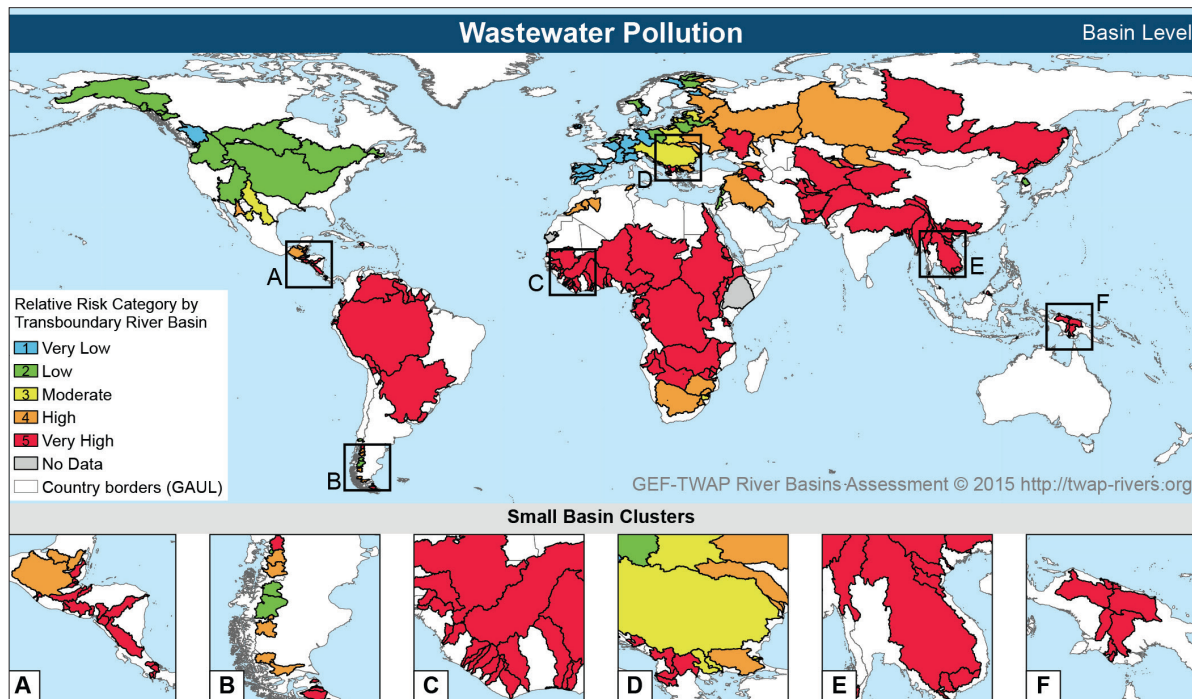 Wastewater Pollution
Basin Level
A
B
C
D
E
F
Relative Risk Category by
Transboundary River Basin
1 Very Low
2 Low
3 Moderate
4 High
5 Very High
No Data
Country borders (GAUL)
GEF-TWAP River Basins Assessment © 2015 http://twap-rivers.org
Small Basin Clusters
A
B
C
D
E
F